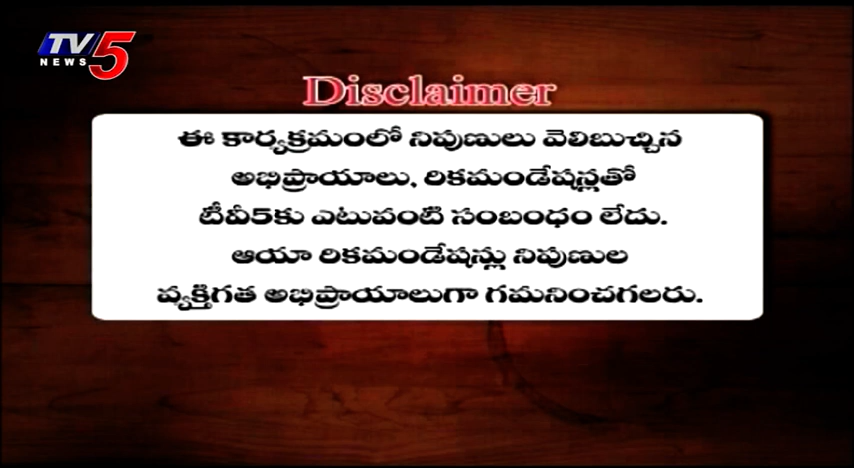 TV5
NEWS
Disclaimer
ఈ కార్యక్రమంలో నిపుణులు వెలిబుచ్చిన
అభిప్రాయాలు, రికమండేషన్లతో
టీవీ5కు ఎటువంటి సంబంధం లేదు.
ఆయా రికమండేషన్లు నిపుణుల
వ్యక్తిగత అభిప్రాయాలుగా గమనించగలరు.